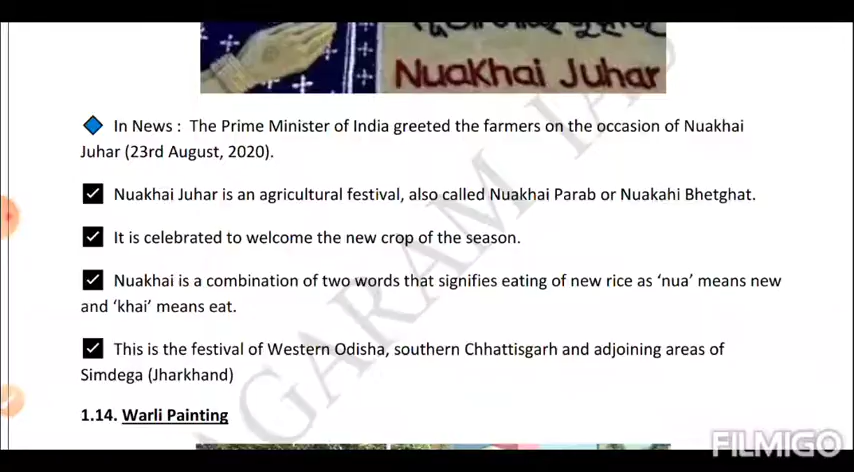 NuaKhai Juhar
In News : The Prime Minister of India greeted the farmers on the occasion of Nuakhai
Juhar (23rd August, 2020).
Nuakhai Juhar is an agricultural festival, also called Nuakhai Parab or Nuakahi Bhetghat.
It is celebrated to welcome the new crop of the season.
Nuakhai is a combination of two words that signifies eating of new rice as ‘nua’ means new
and ‘khai’ means eat.
This is the festival of Western Odisha, southern Chhattisgarh and adjoining areas of
Simdega (Jharkhand)
1.14. Warli Painting
AGARAM IAS
FILMIGO